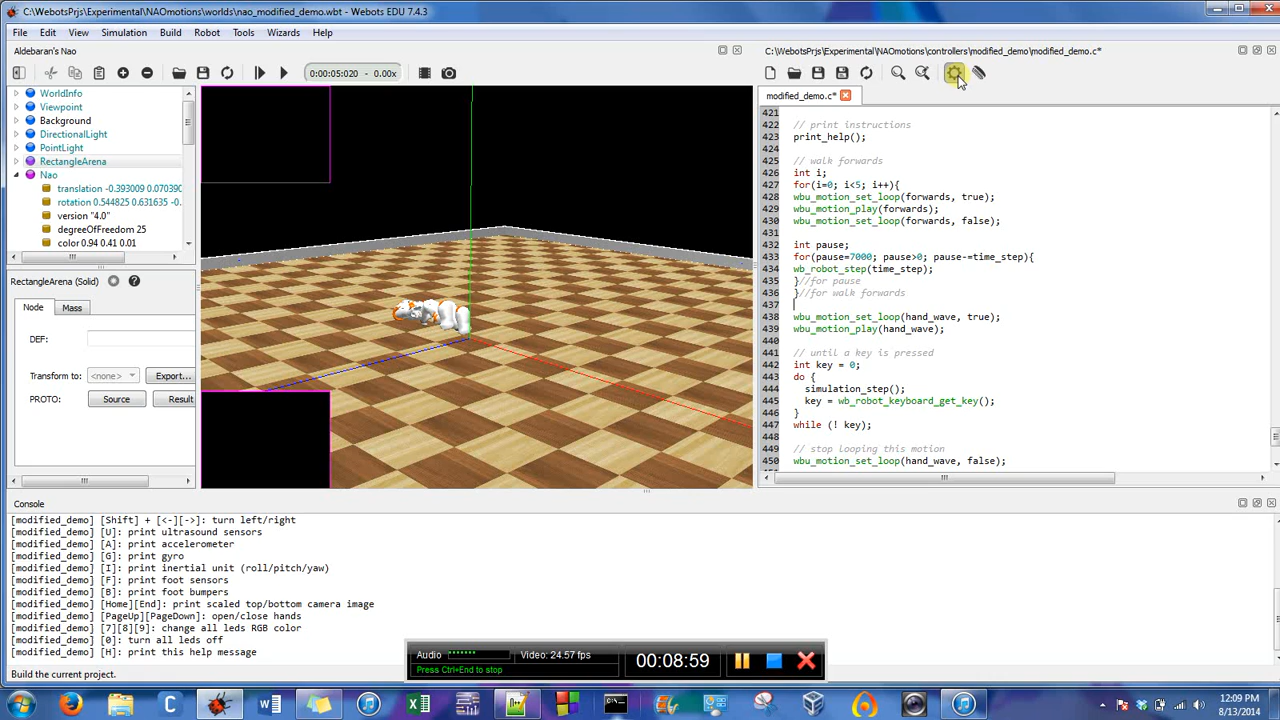 C:\WebotsPrjs\Experimental\NAOmotions\worlds\nao_modified_demo.wbt - Webots EDU 7.4.3
File Edit View Simulation Build Robot Tools Wizards Help
Aldebaran's Nao
0:00:05:020 - 0.00x
WorldInfo
Viewpoint
Background
DirectionalLight
PointLight
RectangleArena
Nao
translation -0.393009 0.070390
rotation 0.544825 0.631635 -0.
version "4.0"
degreeOfFreedom 25
color 0.94 0.41 0.01
RectangleArena (Solid)
Node Mass
DEF:
Transform to: <none> Export...
PROTO: Source Result
C:\WebotsPrjs\Experimental\NAOmotions\controllers\modified_demo\modified_demo.c*
modified_demo.c*
421
422 // print instructions
423 print_help();
424
425 // walk forwards
426 int i;
427 for(i=0; i<5; i++){
428 wbu_motion_set_loop(forwards, true);
429 wbu_motion_play(forwards);
430 wbu_motion_set_loop(forwards, false);
431
432 int pause;
433 for(pause=7000; pause>0; pause-=time_step){
434 wb_robot_step(time_step);
435 }//for pause
436 }//for walk forwards
437
438 wbu_motion_set_loop(hand_wave, true);
439 wbu_motion_play(hand_wave);
440
441 // until a key is pressed
442 int key = 0;
443 do {
444 simulation_step();
445 key = wb_robot_keyboard_get_key();
446 }
447 while (! key);
448
449 // stop looping this motion
450 wbu_motion_set_loop(hand_wave, false);
Console
[modified_demo] [Shift] + [<-][->]: turn left/right
[modified_demo] [U]: print ultrasound sensors
[modified_demo] [A]: print accelerometer
[modified_demo] [G]: print gyro
[modified_demo] [I]: print inertial unit (roll/pitch/yaw)
[modified_demo] [F]: print foot sensors
[modified_demo] [B]: print foot bumpers
[modified_demo] [Home][End]: print scaled top/bottom camera image
[modified_demo] [PageUp][PageDown]: open/close hands
[modified_demo] [7][8][9]: change all leds RGB color
[modified_demo] [0]: turn all leds off
[modified_demo] [H]: print this help message
Audio Video: 24.57 fps
Press Ctrl+End to stop
00:08:59
Build the current project.
12:09 PM
8/13/2014